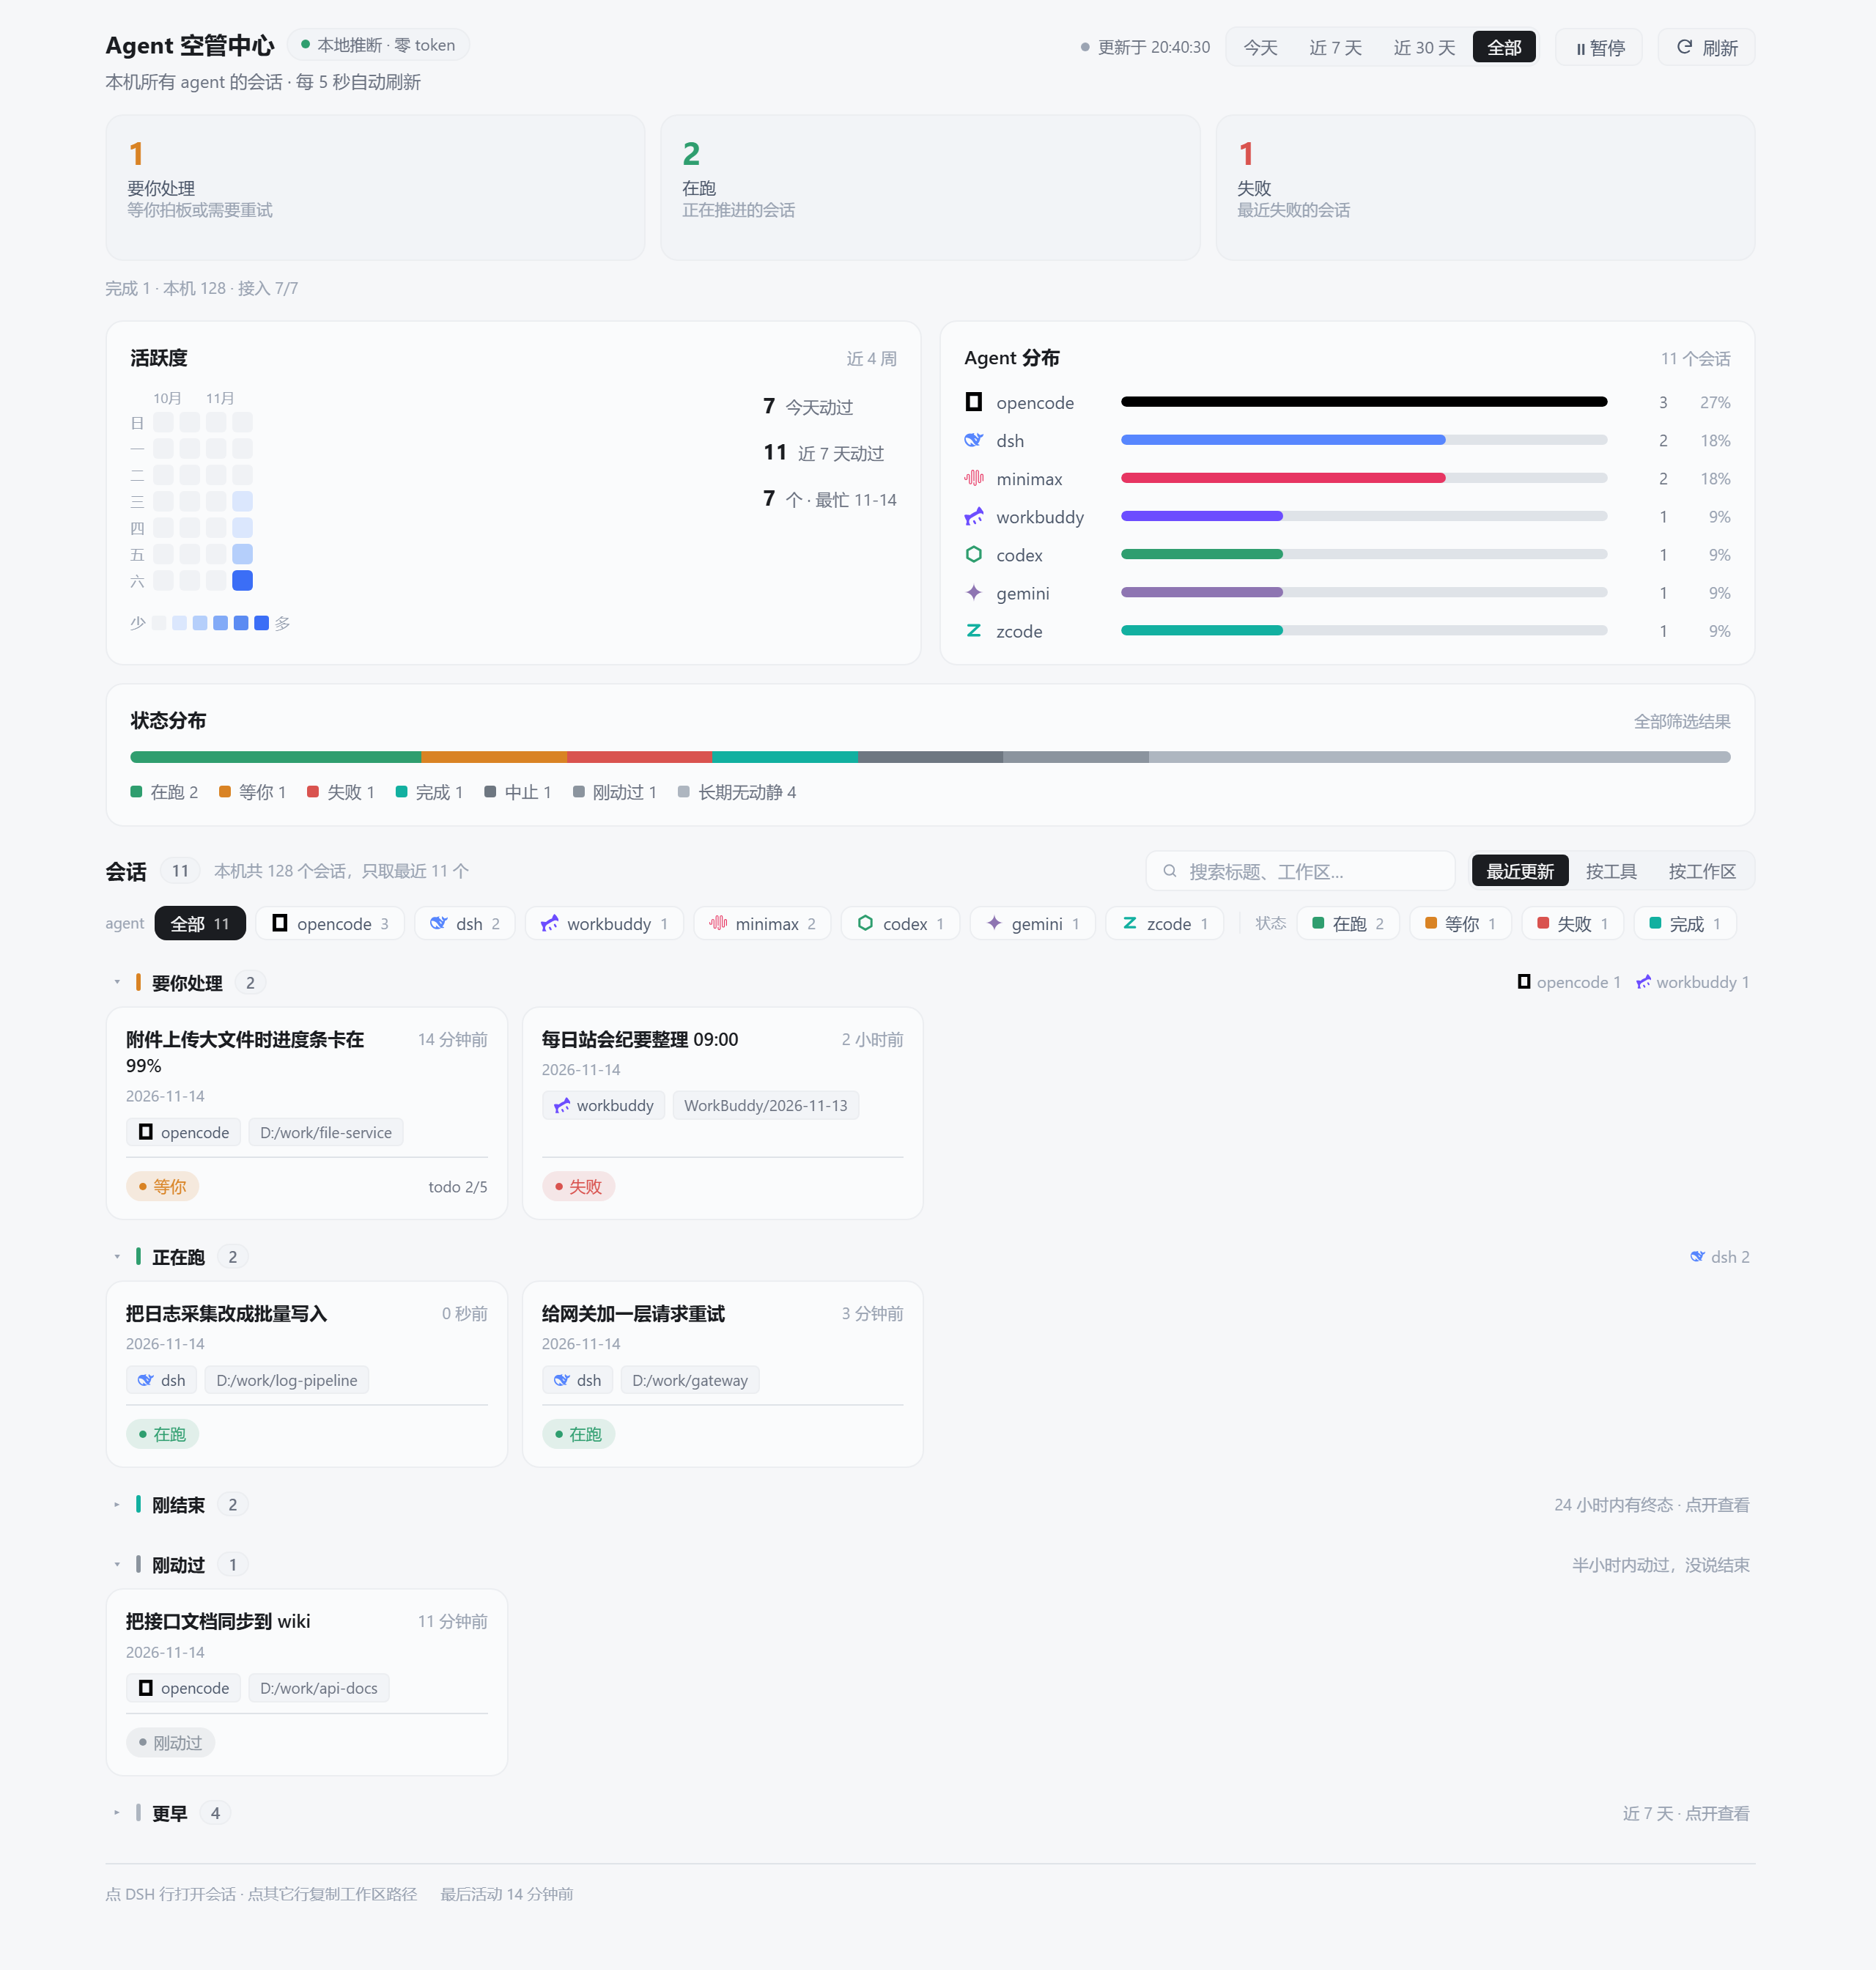 Agent 空管中心 本地推断 · 零 token
更新于 20:40:30 今天 近 7 天 近 30 天 全部 暂停 刷新
本机所有 agent 的会话 · 每 5 秒自动刷新
1
要你处理
等你拍板或需要重试
2
在跑
正在推进的会话
1
失败
最近失败的会话
完成 1 · 本机 128 · 接入 7/7
活跃度 近 4 周
10月 11月
日
一
二
三
四
五
六
少 多
7 今天动过
11 近 7 天动过
7 个 · 最忙 11-14
Agent 分布 11 个会话
opencode 3 27%
dsh 2 18%
minimax 2 18%
workbuddy 1 9%
codex 1 9%
gemini 1 9%
zcode 1 9%
状态分布 全部筛选结果
在跑 2 等你 1 失败 1 完成 1 中止 1 刚动过 1 长期无动静 4
会话 11 本机共 128 个会话，只取最近 11 个
搜索标题、工作区... 最近更新 按工具 按工作区
agent 全部 11 opencode 3 dsh 2 workbuddy 1 minimax 2 codex 1 gemini 1 zcode 1 状态 在跑 2 等你 1 失败 1 完成 1
要你处理 2 opencode 1 workbuddy 1
附件上传大文件时进度条卡在 14 分钟前
99%
2026-11-14
opencode D:/work/file-service
等你 todo 2/5
每日站会纪要整理 09:00 2 小时前
2026-11-14
workbuddy WorkBuddy/2026-11-13
失败
正在跑 2 dsh 2
把日志采集改成批量写入 0 秒前
2026-11-14
dsh D:/work/log-pipeline
在跑
给网关加一层请求重试 3 分钟前
2026-11-14
dsh D:/work/gateway
在跑
刚结束 2 24 小时内有终态 · 点开查看
刚动过 1 半小时内动过，没说结束
把接口文档同步到 wiki 11 分钟前
2026-11-14
opencode D:/work/api-docs
刚动过
更早 4 近 7 天 · 点开查看
点 DSH 行打开会话 · 点其它行复制工作区路径 最后活动 14 分钟前